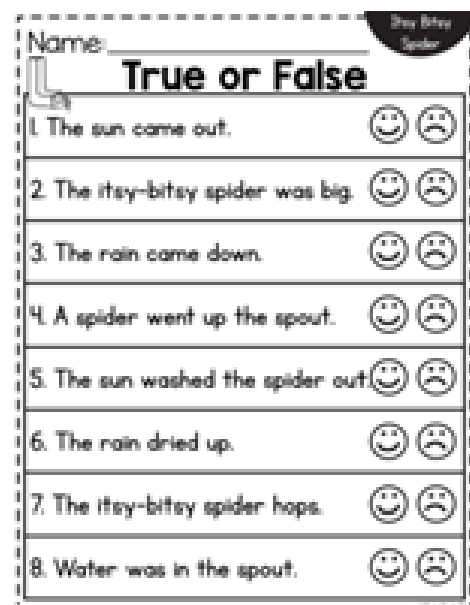 Itsy Bitsy
Spider
Name:
True or False
1. The sun came out.
2. The itsy-bitsy spider was big.
3. The rain came down.
4. A spider went up the spout.
5. The sun washed the spider out.
6. The rain dried up.
7. The itsy-bitsy spider hops.
8. Water was in the spout.